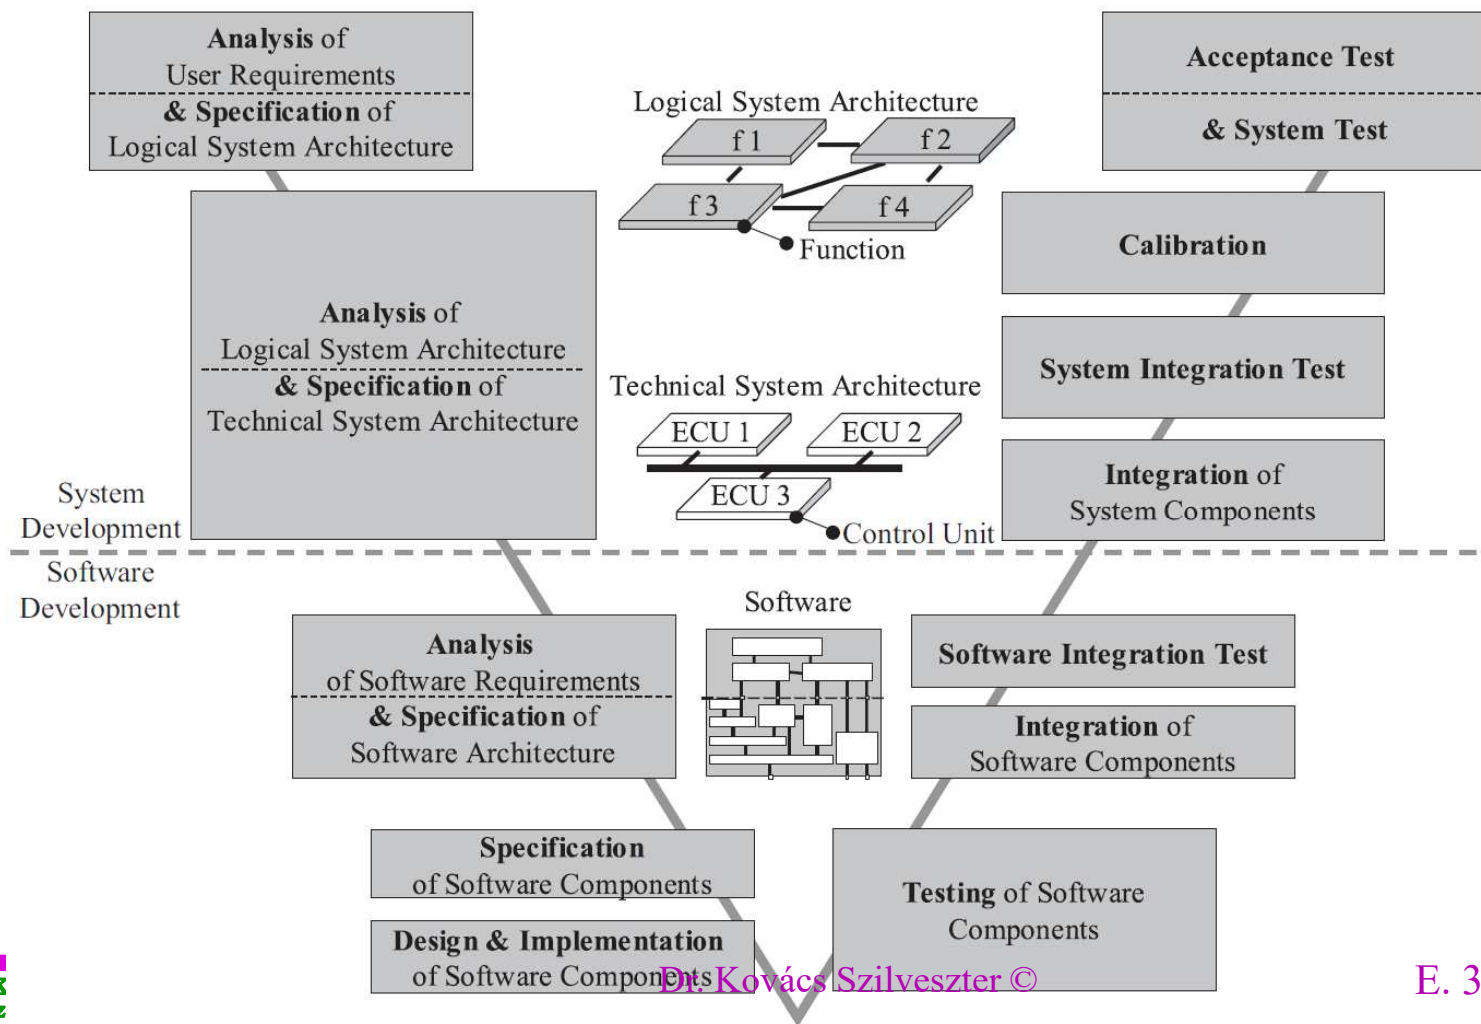 Analysis of
User Requirements
& Specification of
Logical System Architecture
Analysis of
Logical System Architecture
& Specification of
Technical System Architecture
System
Development
Software
Development
Analysis
of Software Requirements
& Specification of
Software Architecture
Specification
of Software Components
Design & Implementation
of Software Components
Logical System Architecture
f 1
f 2
f 3
f 4
Function
Technical System Architecture
ECU 1
ECU 2
ECU 3
Control Unit
Software
Acceptance Test
& System Test
Calibration
System Integration Test
Integration of
System Components
Software Integration Test
Integration of
Software Components
Testing of Software
Components
Dr. Kovács Szilveszter ©
E. 3